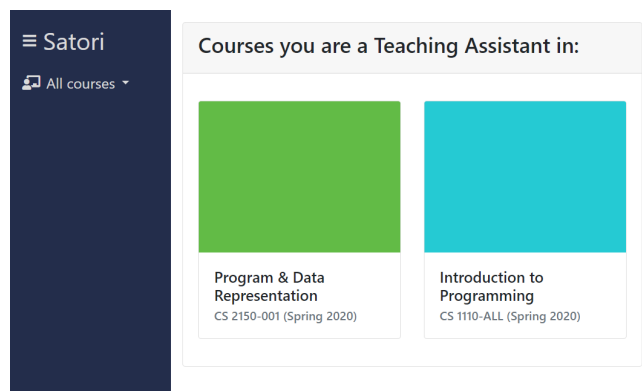 Satori
All courses
Courses you are a Teaching Assistant in:
Program & Data
Representation
CS 2150-001 (Spring 2020)
Introduction to
Programming
CS 1110-ALL (Spring 2020)